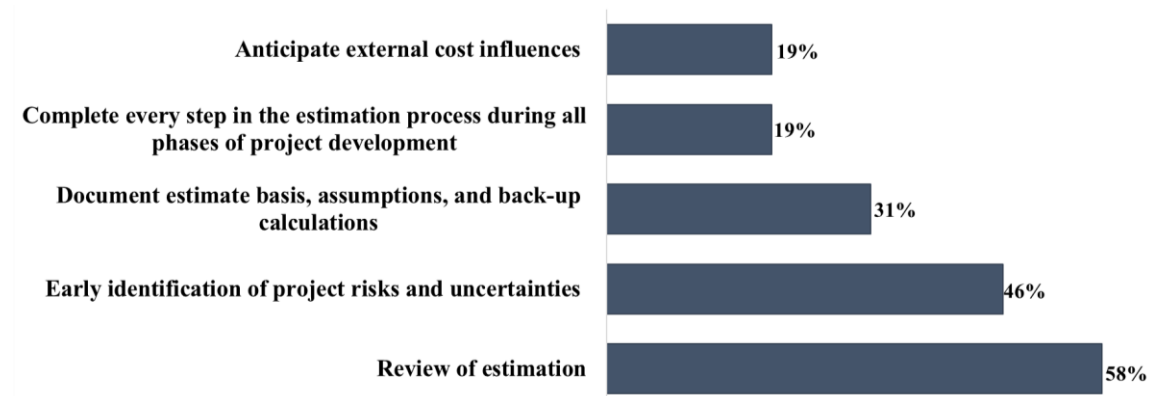 Anticipate external cost influences
19%
Complete every step in the estimation process during all
phases of project development
19%
Document estimate basis, assumptions, and back-up
calculations
31%
Early identification of project risks and uncertainties
46%
Review of estimation
58%